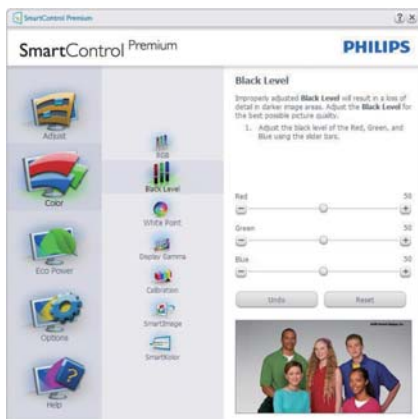 SmartControl Premium
SmartControl Premium
PHILIPS
Adjust
Color
Eco Power
Options
Help
RGB
Black Level
White Point
Display Gamma
Calibration
SmartImage
SmartKolor
Black Level
Improperly adjusted Black Level will result in a loss of
detail in darker image areas. Adjust the Black Level for
the best possible picture quality.
1. Adjust the black level of the Red, Green, and
Blue using the slider bars.
Red 50
Green 50
Blue 50
Undo Reset